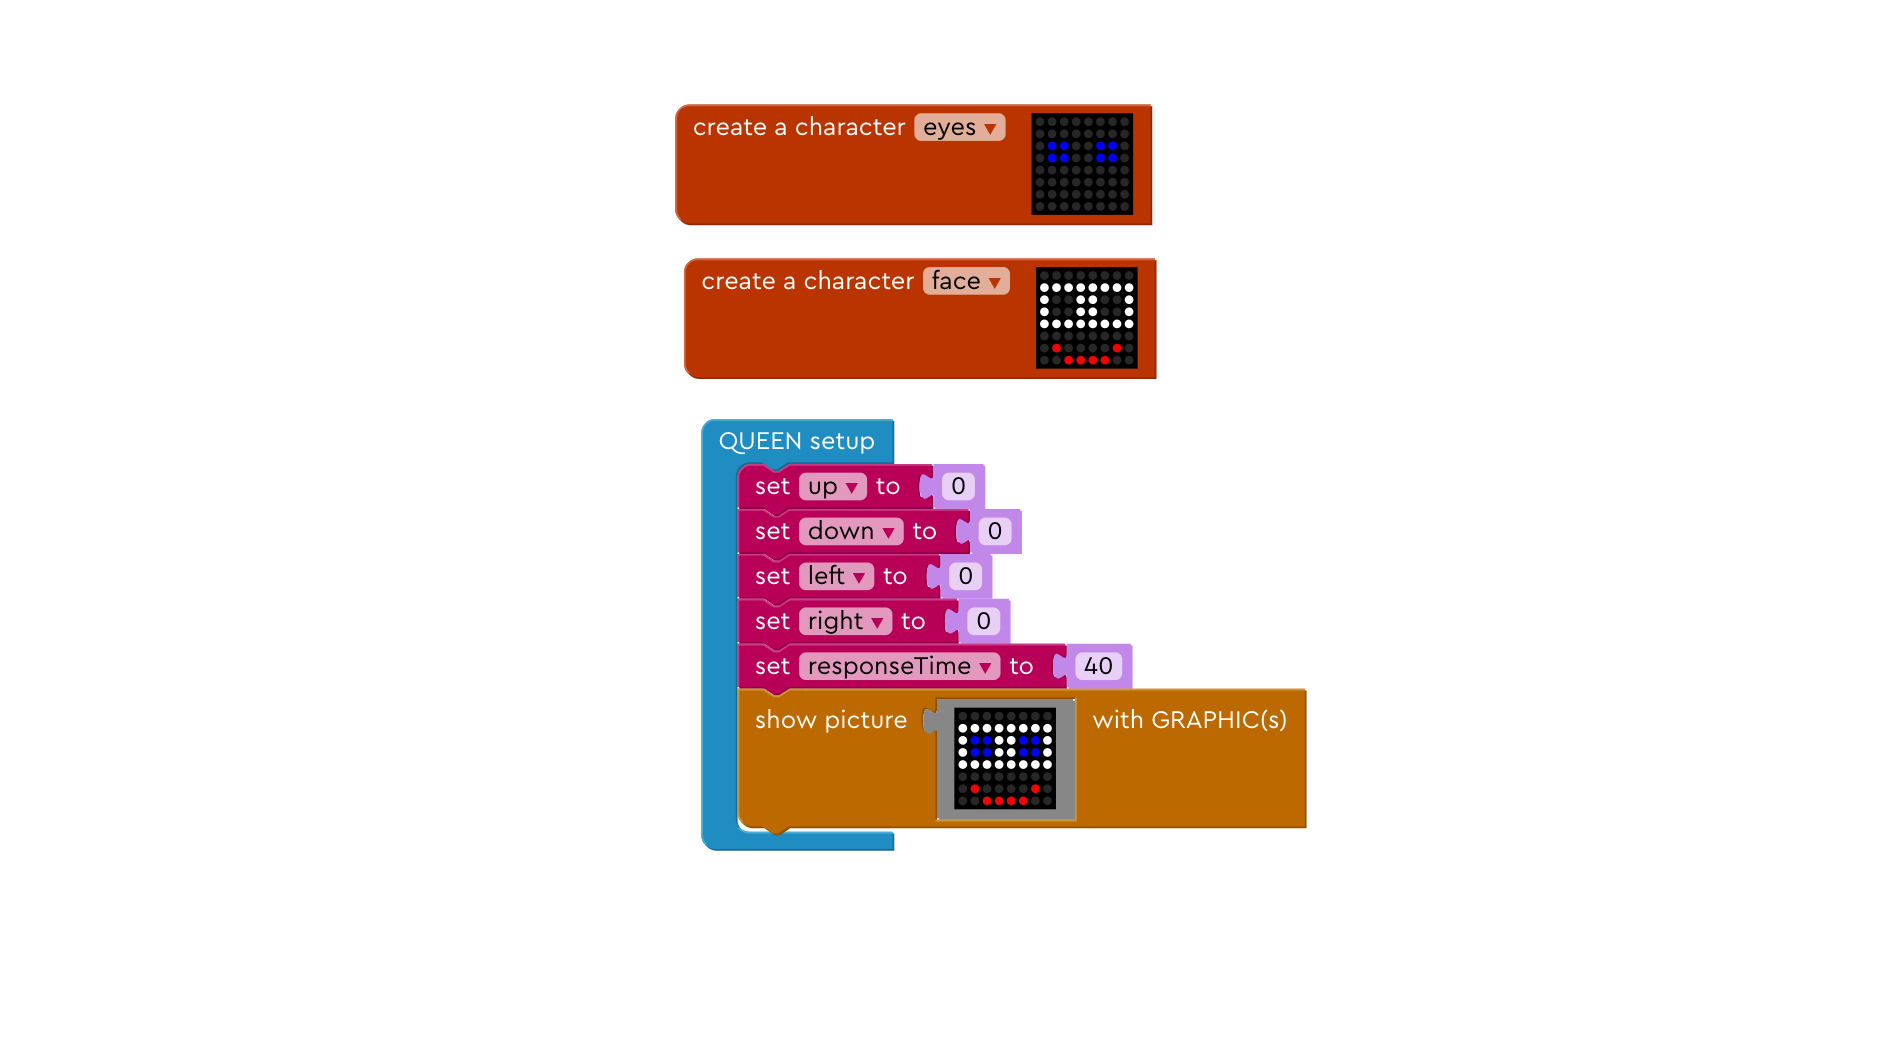 create a character eyes
create a character face
QUEEN setup
set up to 0
set down to 0
set left to 0
set right to 0
set responseTime to 40
show picture with GRAPHIC(s)